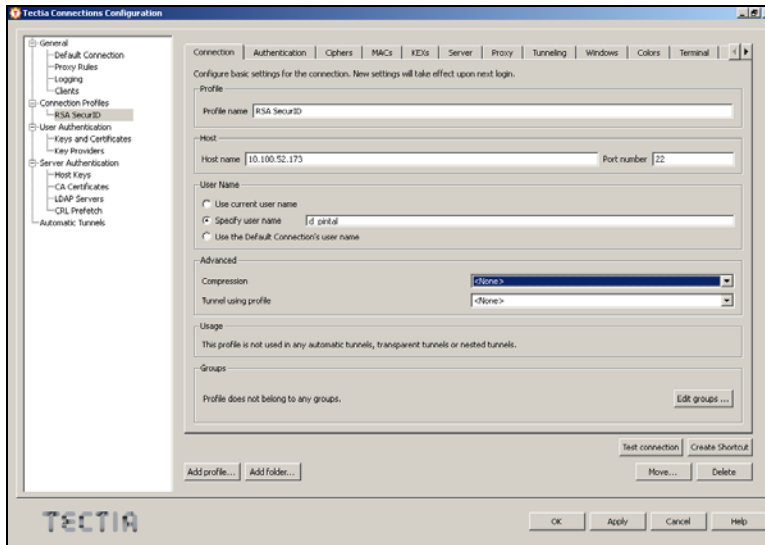 Tectia Connections Configuration
General
Default Connection
Proxy Rules
Logging
Clients
Connection Profiles
RSA SecurID
User Authentication
Keys and Certificates
Key Providers
Server Authentication
Host Keys
CA Certificates
LDAP Servers
CRL Prefetch
Automatic Tunnels
Connection Authentication Ciphers MACs KEXs Server Proxy Tunneling Windows Colors Terminal
Configure basic settings for the connection. New settings will take effect upon next login.
Profile
Profile name RSA SecurID
Host
Host name 10.100.52.173 Port number 22
User Name
Use current user name
Specify user name d_pintal
Use the Default Connection's user name
Advanced
Compression <None>
Tunnel using profile <None>
Usage
This profile is not used in any automatic tunnels, transparent tunnels or nested tunnels.
Groups
Profile does not belong to any groups. Edit groups ...
Test connection Create Shortcut
Add profile... Add folder... Move... Delete
TECTIA
OK Apply Cancel Help